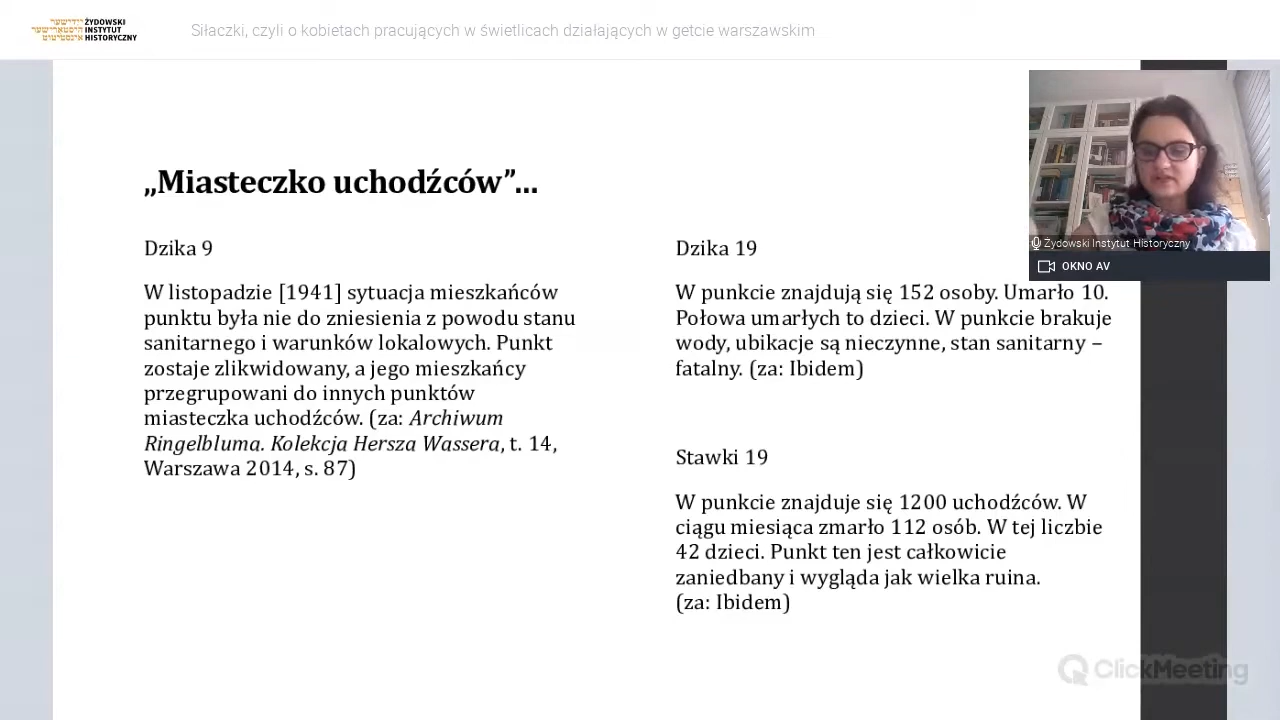 ייִדישער
היסטאָרישער
אינסטיטוט
ŻYDOWSKI
INSTYTUT
HISTORYCZNY
Siłaczki, czyli o kobietach pracujących w świetlicach działających w getcie warszawskim
„Miasteczko uchodźców”...
Dzika 9
W listopadzie [1941] sytuacja mieszkańców
punktu była nie do zniesienia z powodu stanu
sanitarnego i warunków lokalowych. Punkt
zostaje zlikwidowany, a jego mieszkańcy
przegrupowani do innych punktów
miasteczka uchodźców. (za: Archiwum
Ringelbluma. Kolekcja Hersza Wassera, t. 14,
Warszawa 2014, s. 87)
Dzika 19
W punkcie znajdują się 152 osoby. Umarło 10.
Połowa umarłych to dzieci. W punkcie brakuje
wody, ubikacje są nieczynne, stan sanitarny –
fatalny. (za: Ibidem)
Stawki 19
W punkcie znajduje się 1200 uchodźców. W
ciągu miesiąca zmarło 112 osób. W tej liczbie
42 dzieci. Punkt ten jest całkowicie
zaniedbany i wygląda jak wielka ruina.
(za: Ibidem)
Żydowski Instytut Historyczny
OKNO AV
ClickMeeting